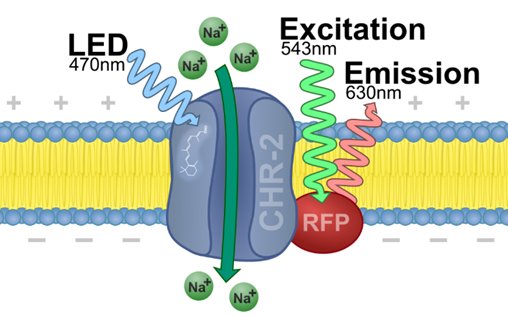 LED
470nm
Na+
Na+
Na+
Excitation
543nm
Emission
630nm
+ + + +
CHR-2
RFP
− − − − −
Na+
Na+